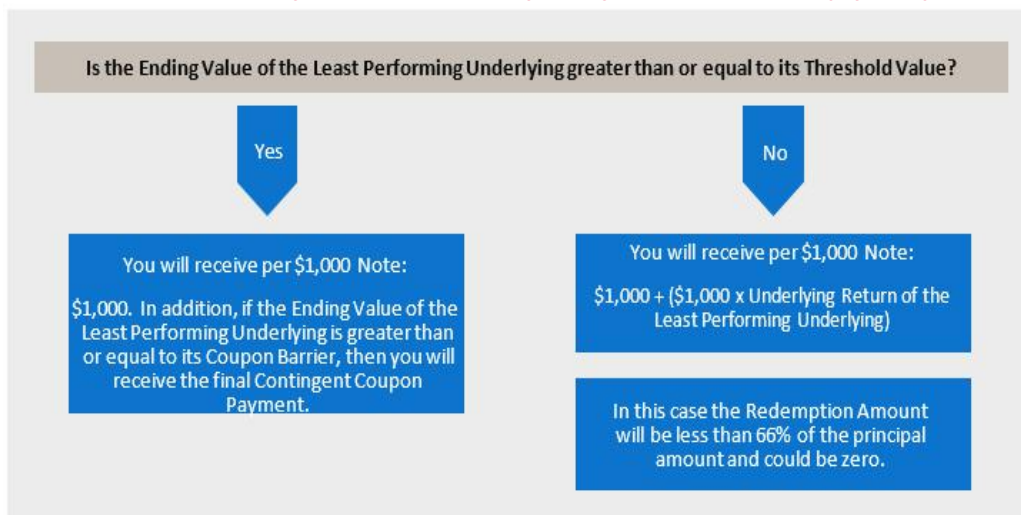 Is the Ending Value of the Least Performing Underlying greater than or equal to its Threshold Value?
Yes
No
You will receive per $1,000 Note:
$1,000. In addition, if the Ending Value of the
Least Performing Underlying is greater than
or equal to its Coupon Barrier, then you will
receive the final Contingent Coupon
Payment.
You will receive per $1,000 Note:
$1,000 + ($1,000 x Underlying Return of the
Least Performing Underlying)
In this case the Redemption Amount
will be less than 66% of the principal
amount and could be zero.